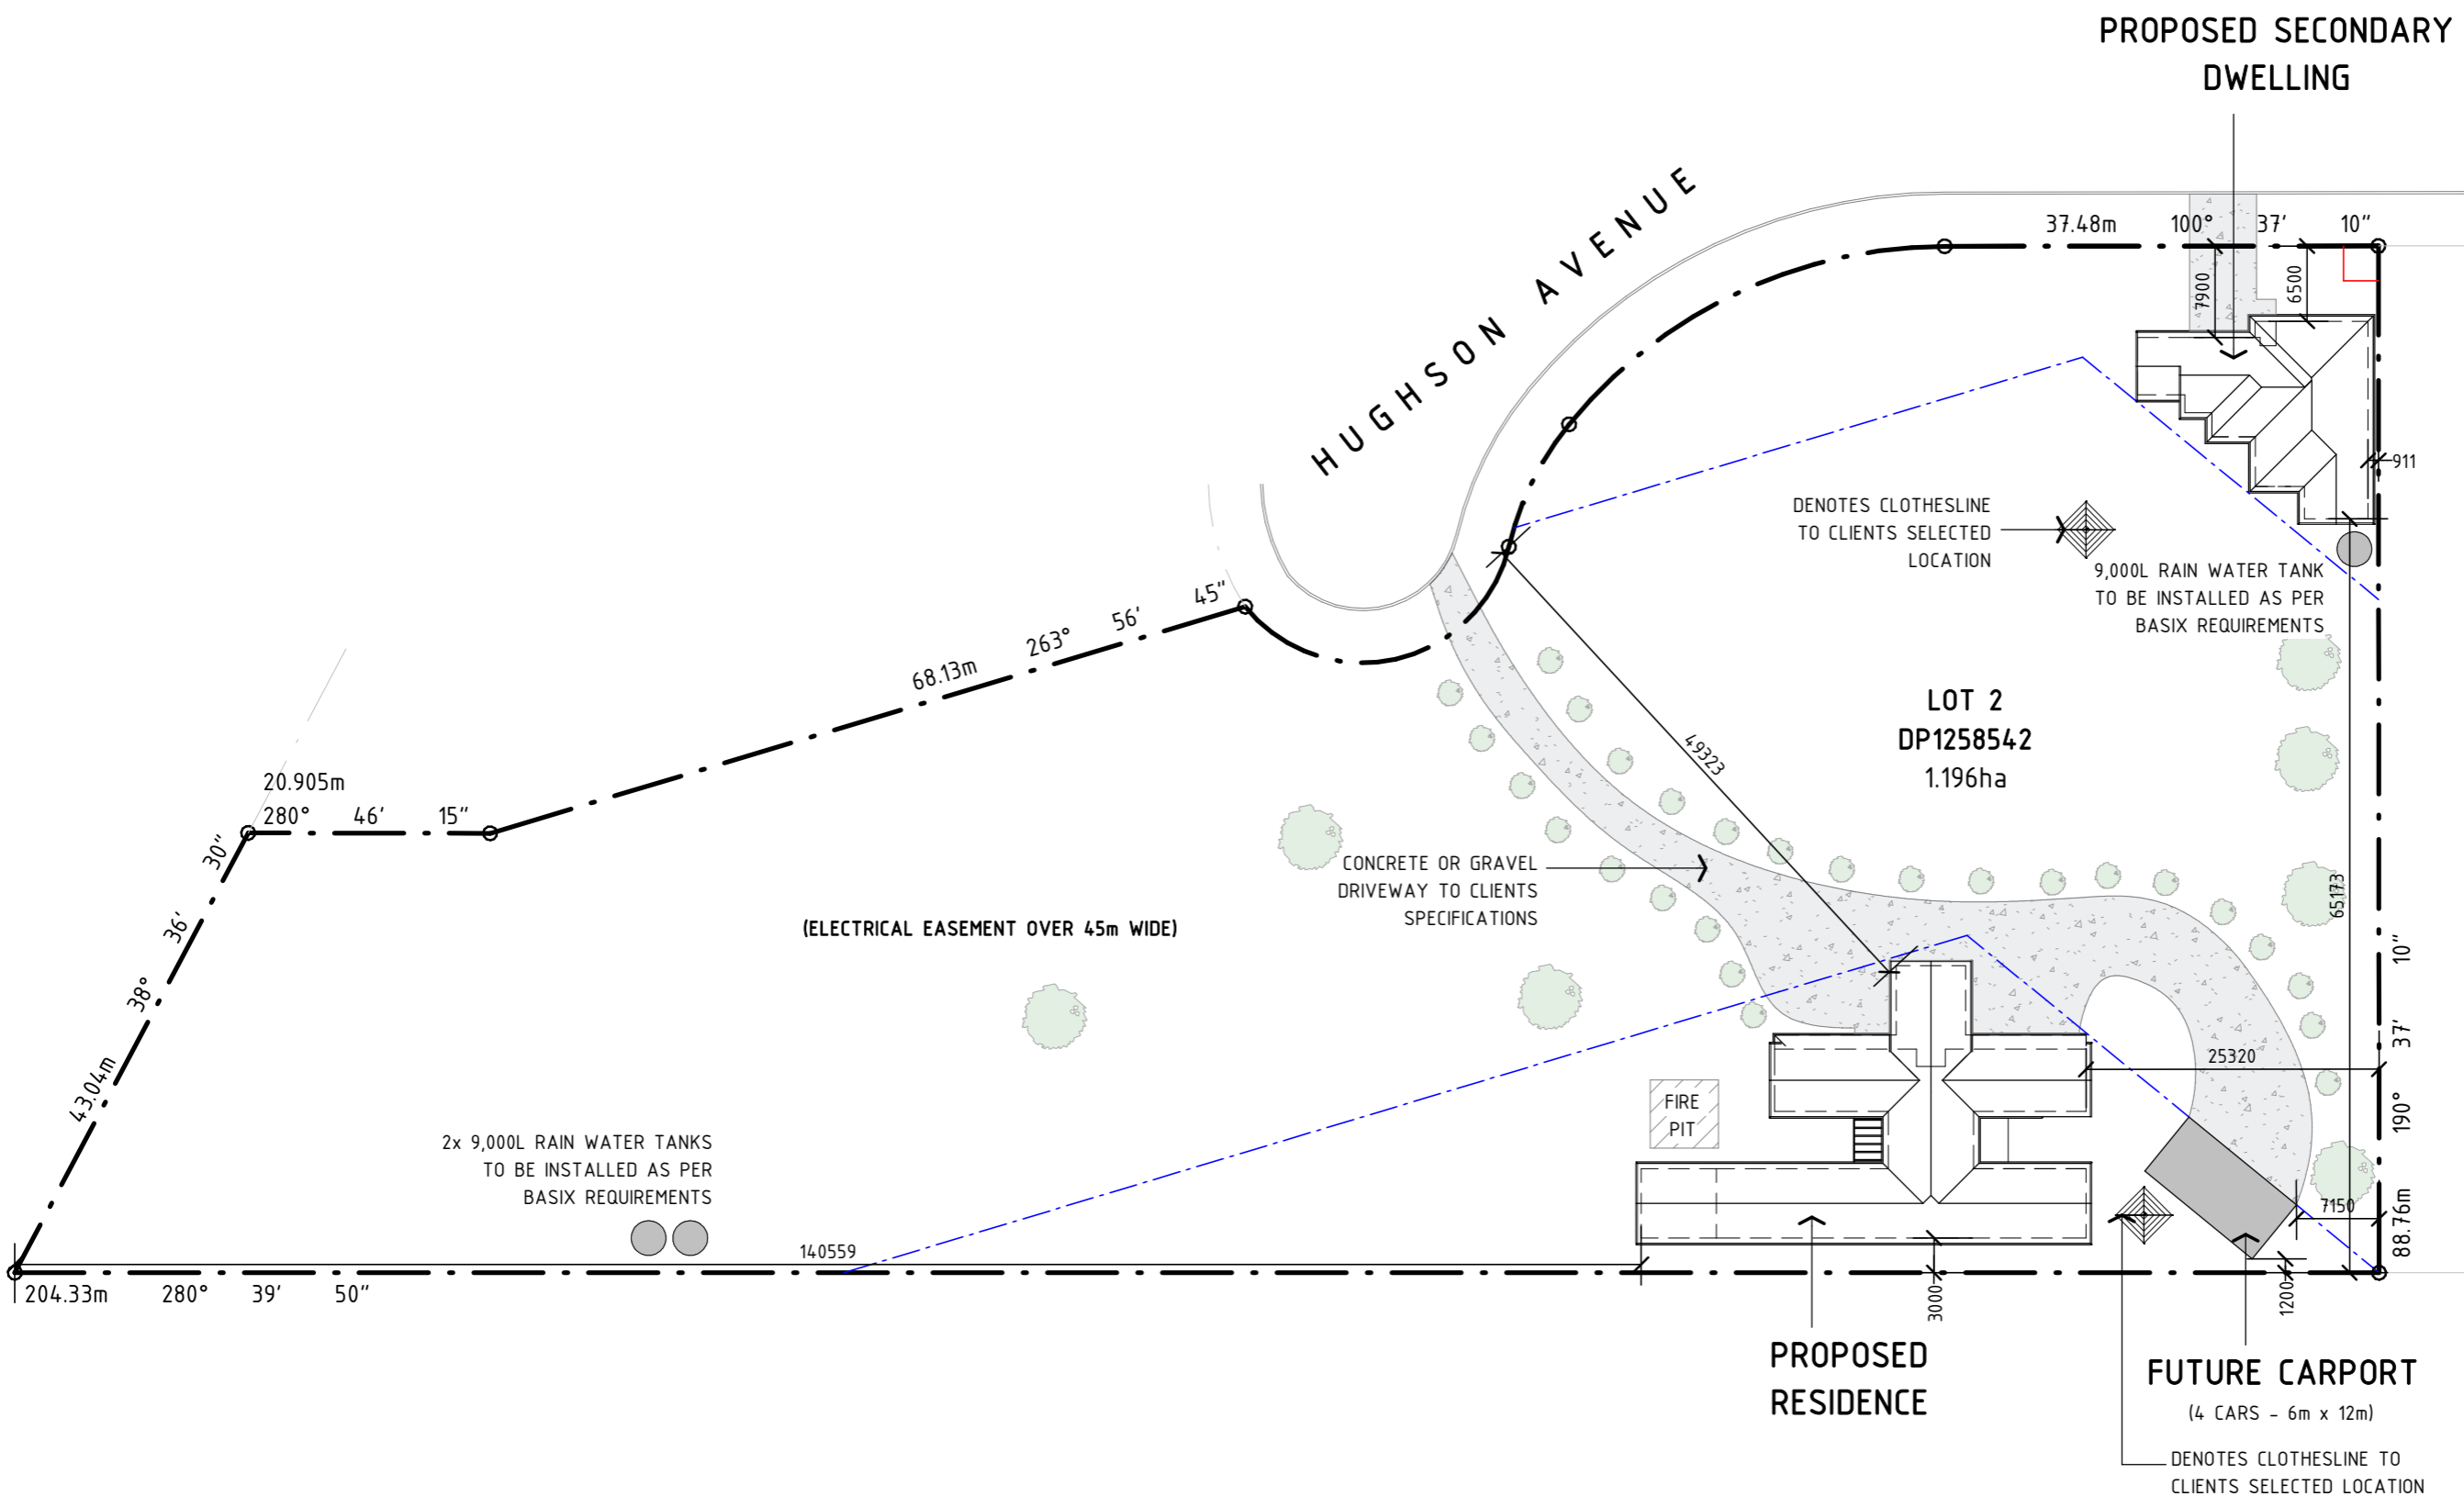 PROPOSED SECONDARY
DWELLING
HUGHSON AVENUE
37.48m 100° 37' 10"
7900
6500
911
DENOTES CLOTHESLINE
TO CLIENTS SELECTED
LOCATION
9,000L RAIN WATER TANK
TO BE INSTALLED AS PER
BASIX REQUIREMENTS
68.13m 263° 56' 45"
LOT 2
DP1258542
1.196ha
49323
20.905m
280° 46' 15"
43.04m 38° 36' 30"
CONCRETE OR GRAVEL
DRIVEWAY TO CLIENTS
SPECIFICATIONS
(ELECTRICAL EASEMENT OVER 45m WIDE)
65173
88.76m 190° 37' 10"
25320
FIRE
PIT
2x 9,000L RAIN WATER TANKS
TO BE INSTALLED AS PER
BASIX REQUIREMENTS
7150
140559
204.33m 280° 39' 50"
3000
1200
PROPOSED
RESIDENCE
FUTURE CARPORT
(4 CARS - 6m x 12m)
DENOTES CLOTHESLINE TO
CLIENTS SELECTED LOCATION